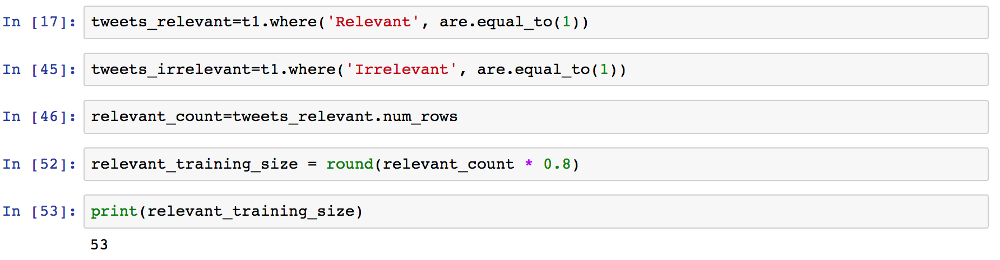 In [17]: tweets_relevant=t1.where('Relevant', are.equal_to(1))
In [45]: tweets_irrelevant=t1.where('Irrelevant', are.equal_to(1))
In [46]: relevant_count=tweets_relevant.num_rows
In [52]: relevant_training_size = round(relevant_count * 0.8)
In [53]: print(relevant_training_size)
53